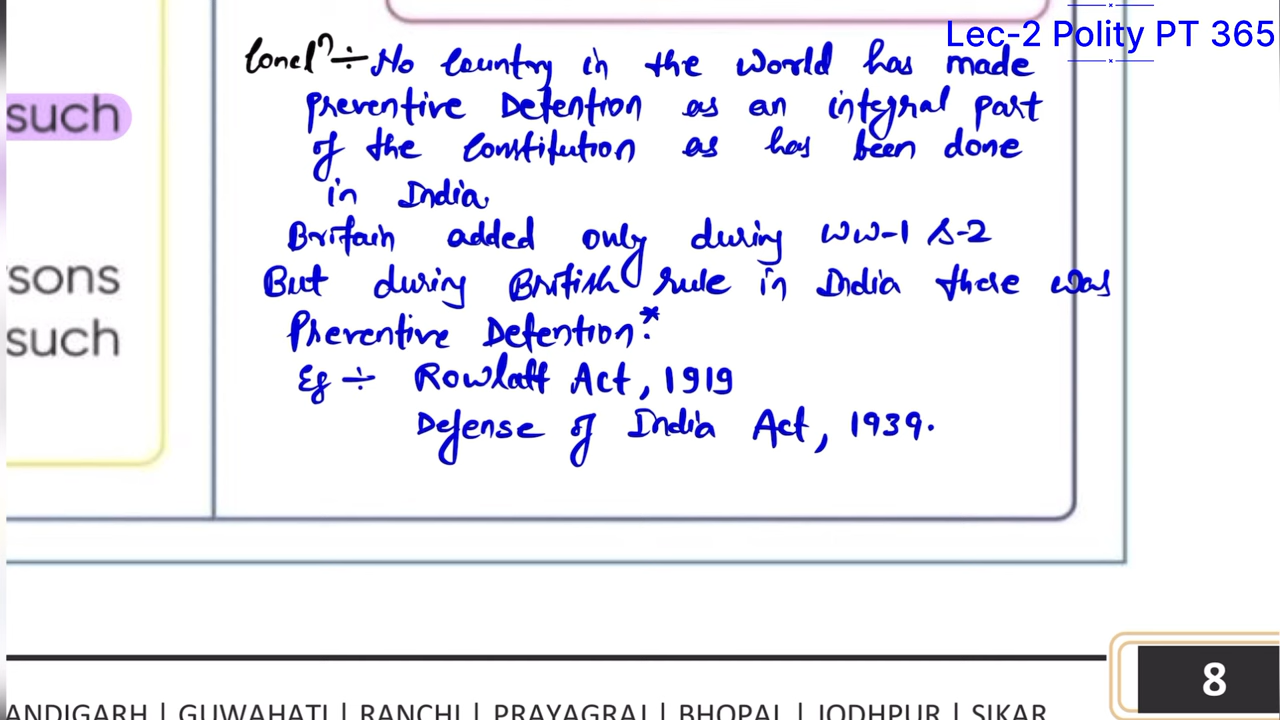 Lec-2 Polity PT 365
Concln ÷ No Country in the World has made
such
Preventive Detention as an integral part
of the Constitution as has been done
in India.
Britain added only during WW-1 & -2
sons
But during British rule in India there was
such
Preventive Detention.*
Eg ÷ Rowlatt Act, 1919
Defense of India Act, 1939.
8
ANDIGARH | GUWAHATI | RANCHI | PRAYAGRAJ | BHOPAL | JODHPUR | SIKAR